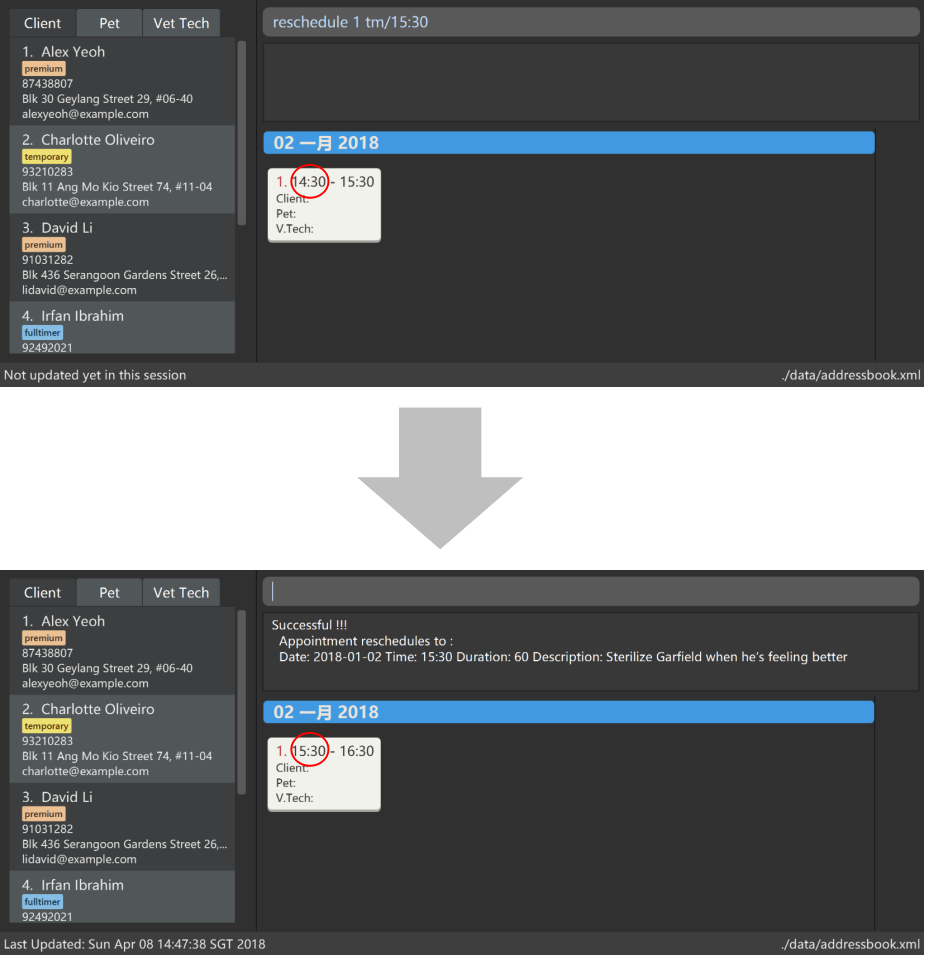 Client Pet Vet Tech
reschedule 1 tm/15:30
1. Alex Yeoh
premium
87438807
Blk 30 Geylang Street 29, #06-40
alexyeoh@example.com
2. Charlotte Oliveiro
temporary
93210283
Blk 11 Ang Mo Kio Street 74, #11-04
charlotte@example.com
3. David Li
premium
91031282
Blk 436 Serangoon Gardens Street 26,...
lidavid@example.com
4. Irfan Ibrahim
fulltimer
92492021
02 一月 2018
1. 14:30 - 15:30
Client:
Pet:
V.Tech:
Not updated yet in this session
./data/addressbook.xml
Client Pet Vet Tech
1. Alex Yeoh
premium
87438807
Blk 30 Geylang Street 29, #06-40
alexyeoh@example.com
2. Charlotte Oliveiro
temporary
93210283
Blk 11 Ang Mo Kio Street 74, #11-04
charlotte@example.com
3. David Li
premium
91031282
Blk 436 Serangoon Gardens Street 26,...
lidavid@example.com
4. Irfan Ibrahim
fulltimer
92492021
Successful !!!
Appointment reschedules to :
Date: 2018-01-02 Time: 15:30 Duration: 60 Description: Sterilize Garfield when he's feeling better
02 一月 2018
1. 15:30 - 16:30
Client:
Pet:
V.Tech:
Last Updated: Sun Apr 08 14:47:38 SGT 2018
./data/addressbook.xml